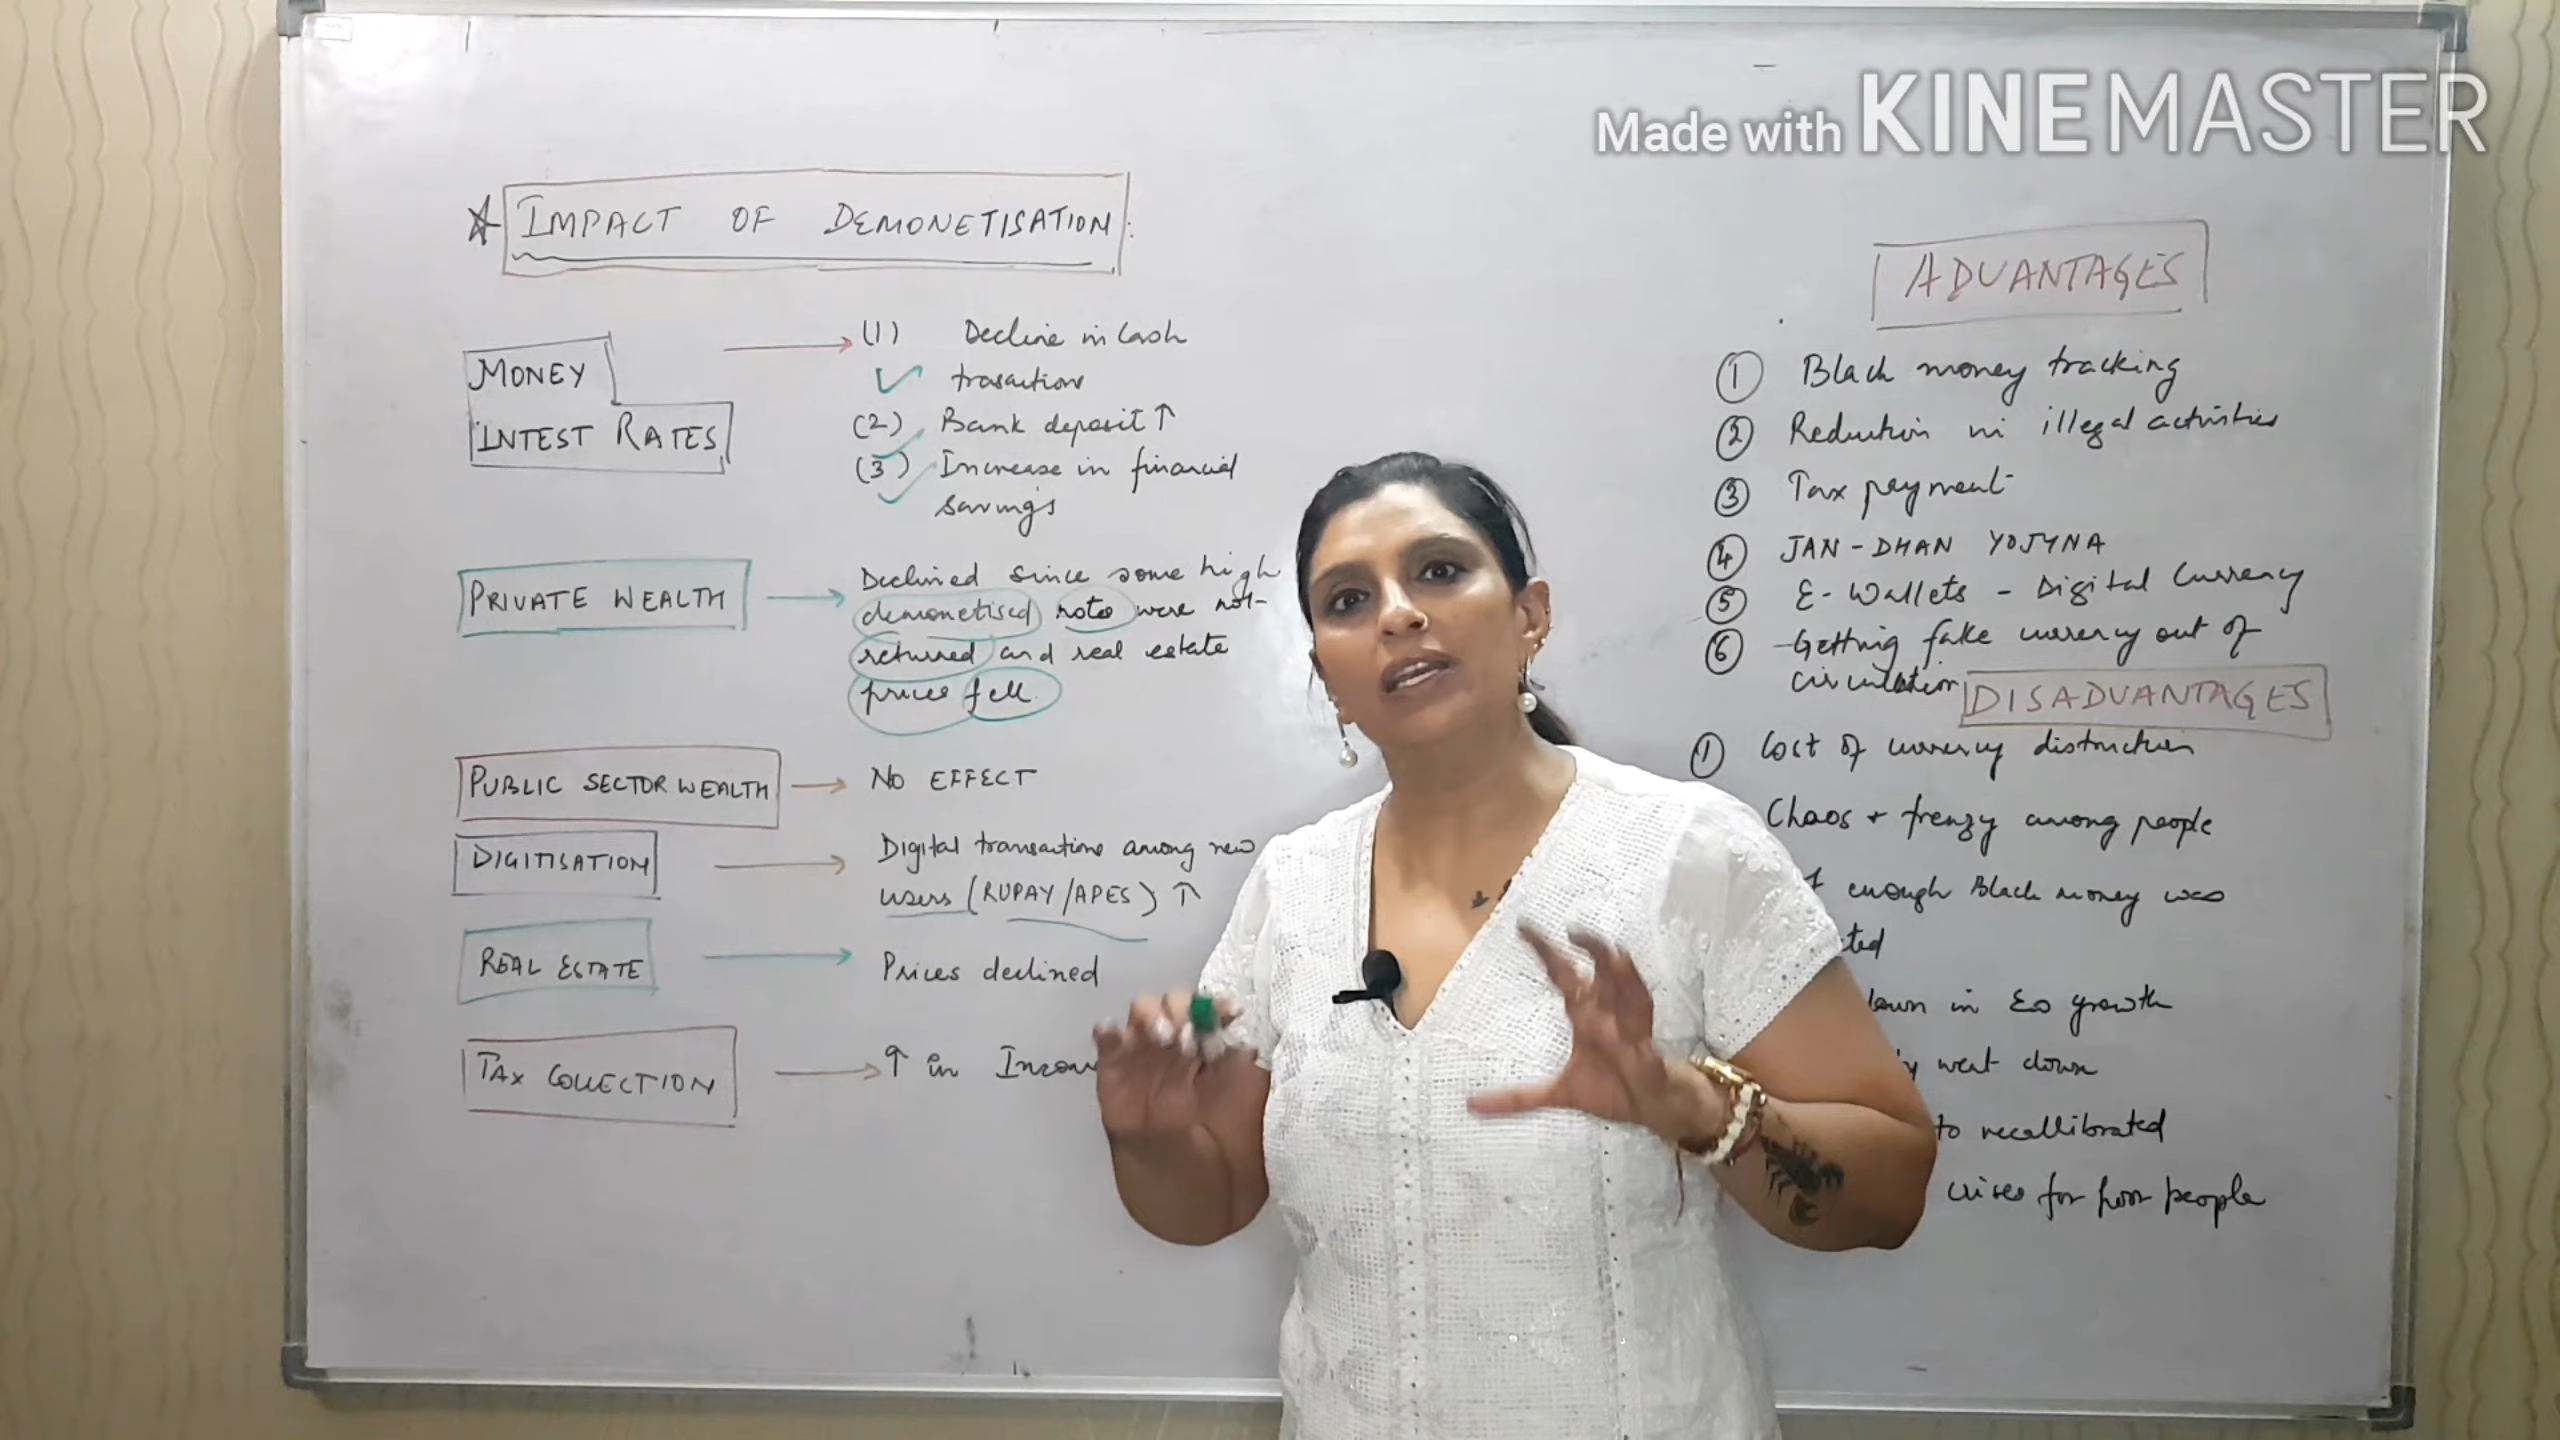 Made with KINEMASTER
☆ IMPACT OF DEMONETISATION:
MONEY
INTEST RATES
(1) Decline in Cash
trasactions
(2) Bank deposit ↑
(3) Increase in financial
savings
PRIVATE WEALTH
Declined since some high
demonetised notes were not
returned and real estate
prices fell.
PUBLIC SECTOR WEALTH
NO EFFECT
DIGITISATION
Digital transactions among new
users (RUPAY/APES) ↑
REAL ESTATE
Prices declined
TAX COLLECTION
↑ in
ADVANTAGES
① Black money tracking
② Reduction in illegal activities
③ Tax payment
④ JAN-DHAN YOJYNA
⑤ E-Wallets - Digital Currency
⑥ -Getting fake currency out of
circulation
DISADVANTAGES
① Cost of currency distruction
Chaos + frenzy among people
enough Black money was
down in Eco growth
went down
to recallibrated
crises for poor people